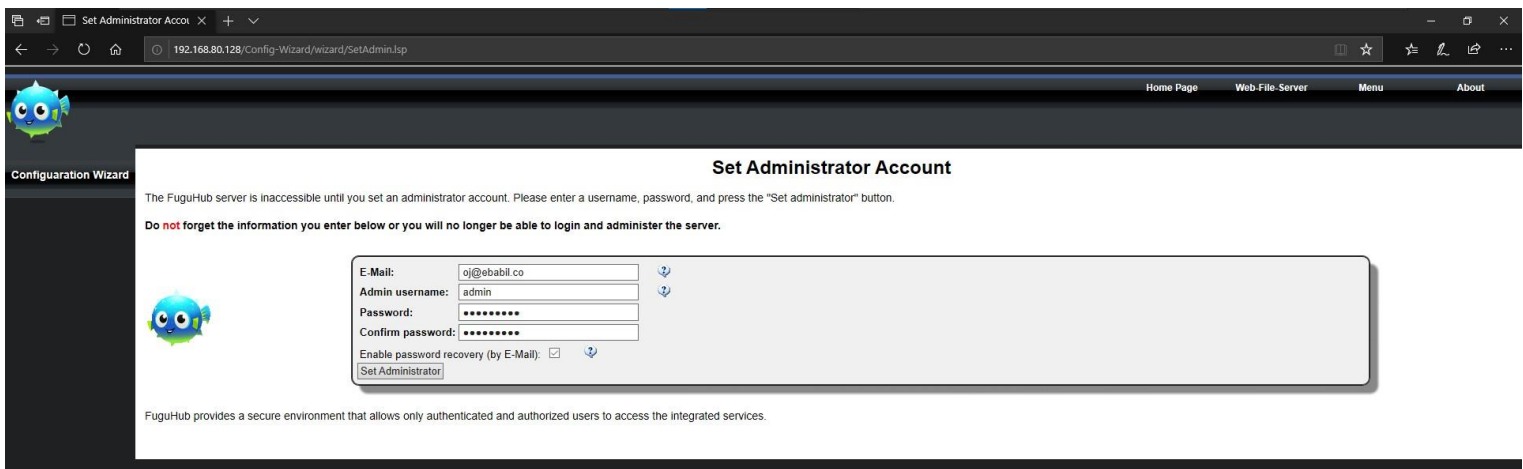 Set Administrator Accou
192.168.80.128/Config-Wizard/wizard/SetAdmin.lsp
Home Page Web-File-Server Menu About
Configuaration Wizard
Set Administrator Account
The FuguHub server is inaccessible until you set an administrator account. Please enter a username, password, and press the "Set administrator" button.
Do not forget the information you enter below or you will no longer be able to login and administer the server.
E-Mail: oj@ebabil.co
Admin username: admin
Password: •••••••••
Confirm password: •••••••••
Enable password recovery (by E-Mail):
Set Administrator
FuguHub provides a secure environment that allows only authenticated and authorized users to access the integrated services.